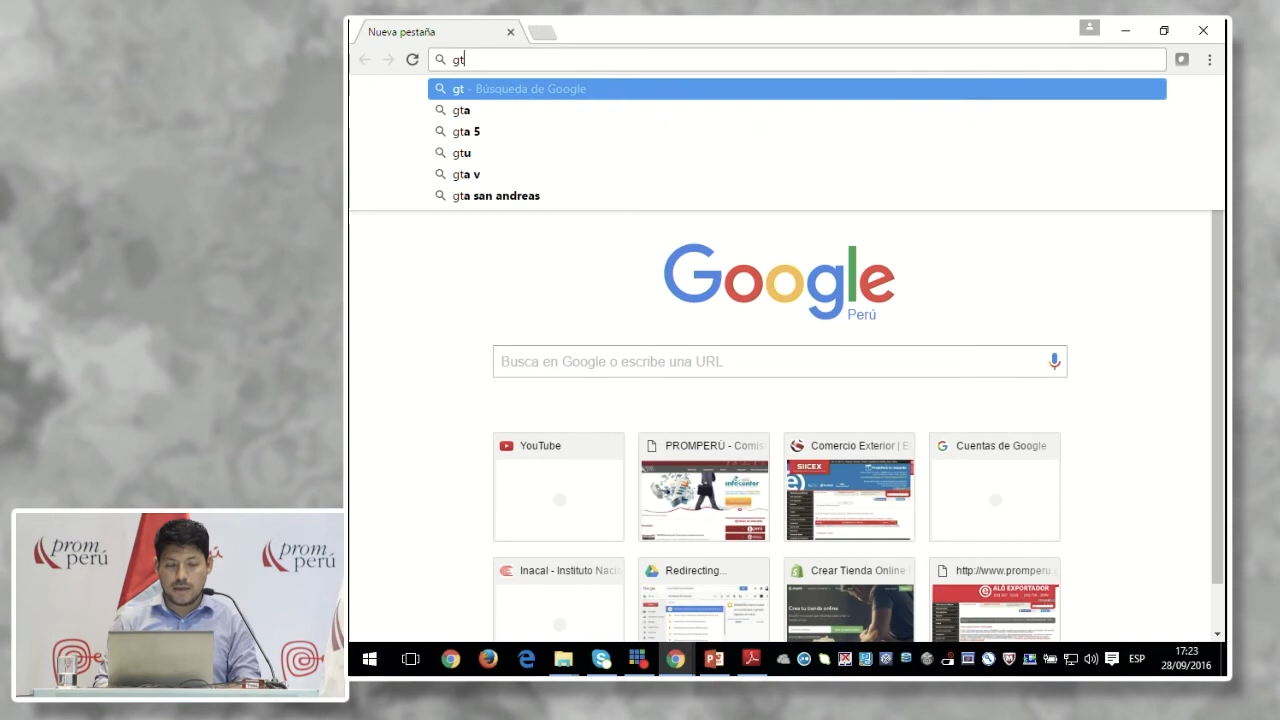 Nueva pestaña
gt
gt - Búsqueda de Google
gta
gta 5
gtu
gta v
gta san andreas
Google
Perú
Busca en Google o escribe una URL
YouTube
PROMPERÚ - Comis
Comercio Exterior | E
Cuentas de Google
SIICEX
infocenter
Inacal - Instituto Nacio
Redirecting...
Crear Tienda Online
http://www.promperu.
ALÓ EXPORTADOR
prom perú
prom perú
ESP
17:23
28/09/2016